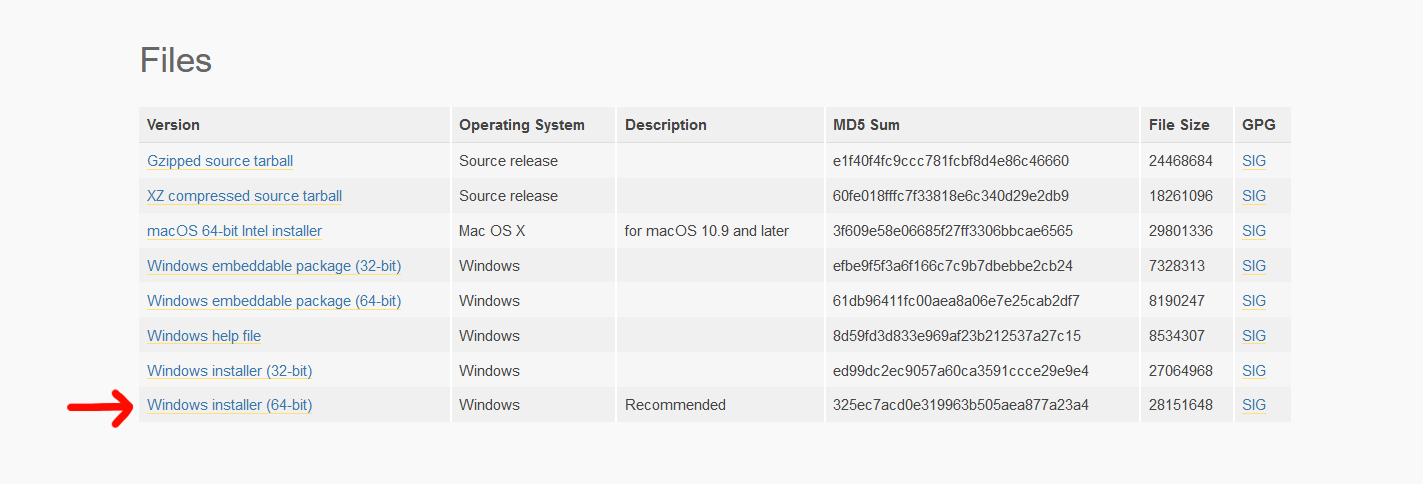 Files
Version Operating System Description MD5 Sum File Size GPG
Gzipped source tarball Source release e1f40f4fc9ccc781fcbf8d4e86c46660 24468684 SIG
XZ compressed source tarball Source release 60fe018fffc7f33818e6c340d29e2db9 18261096 SIG
macOS 64-bit Intel installer Mac OS X for macOS 10.9 and later 3f609e58e06685f27ff3306bbcae6565 29801336 SIG
Windows embeddable package (32-bit) Windows efbe9f5f3a6f166c7c9b7dbebbe2cb24 7328313 SIG
Windows embeddable package (64-bit) Windows 61db96411fc00aea8a06e7e25cab2df7 8190247 SIG
Windows help file Windows 8d59fd3d833e969af23b212537a27c15 8534307 SIG
Windows installer (32-bit) Windows ed99dc2ec9057a60ca3591ccce29e9e4 27064968 SIG
Windows installer (64-bit) Windows Recommended 325ec7acd0e319963b505aea877a23a4 28151648 SIG